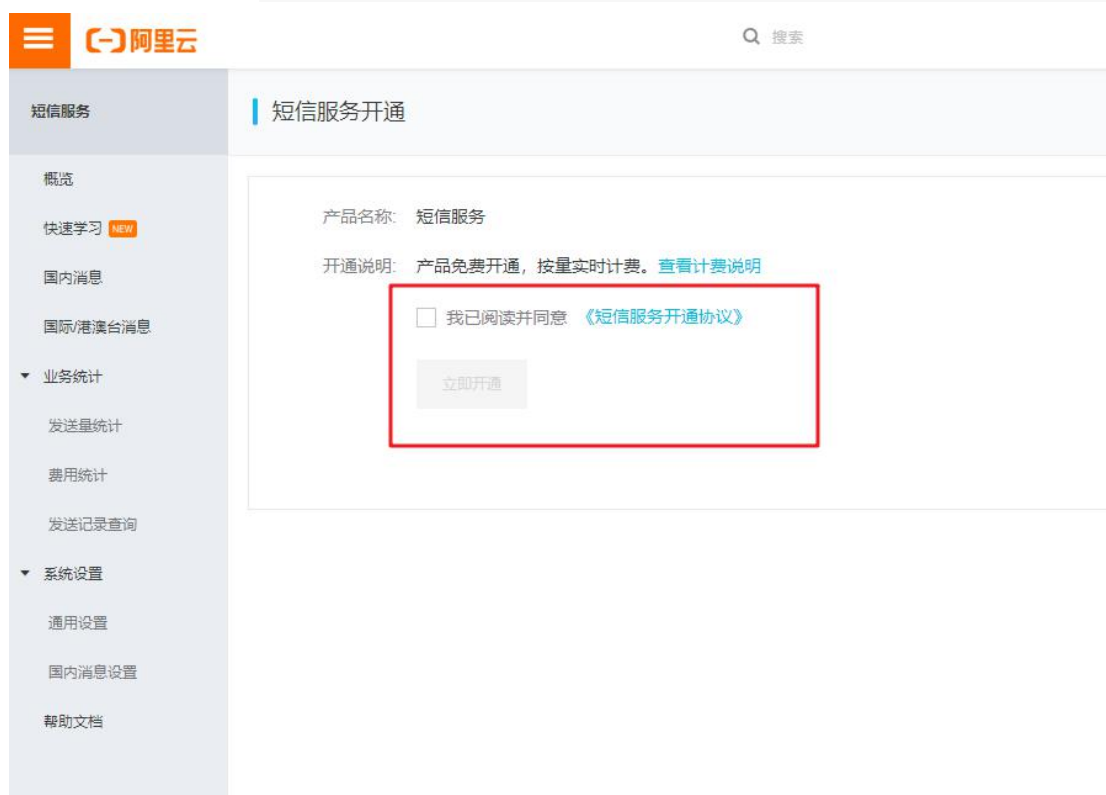 阿里云
搜索
短信服务
概览
快速学习 NEW
国内消息
国际/港澳台消息
业务统计
发送量统计
费用统计
发送记录查询
系统设置
通用设置
国内消息设置
帮助文档
短信服务开通
产品名称: 短信服务
开通说明: 产品免费开通，按量实时计费。查看计费说明
我已阅读并同意 《短信服务开通协议》
立即开通